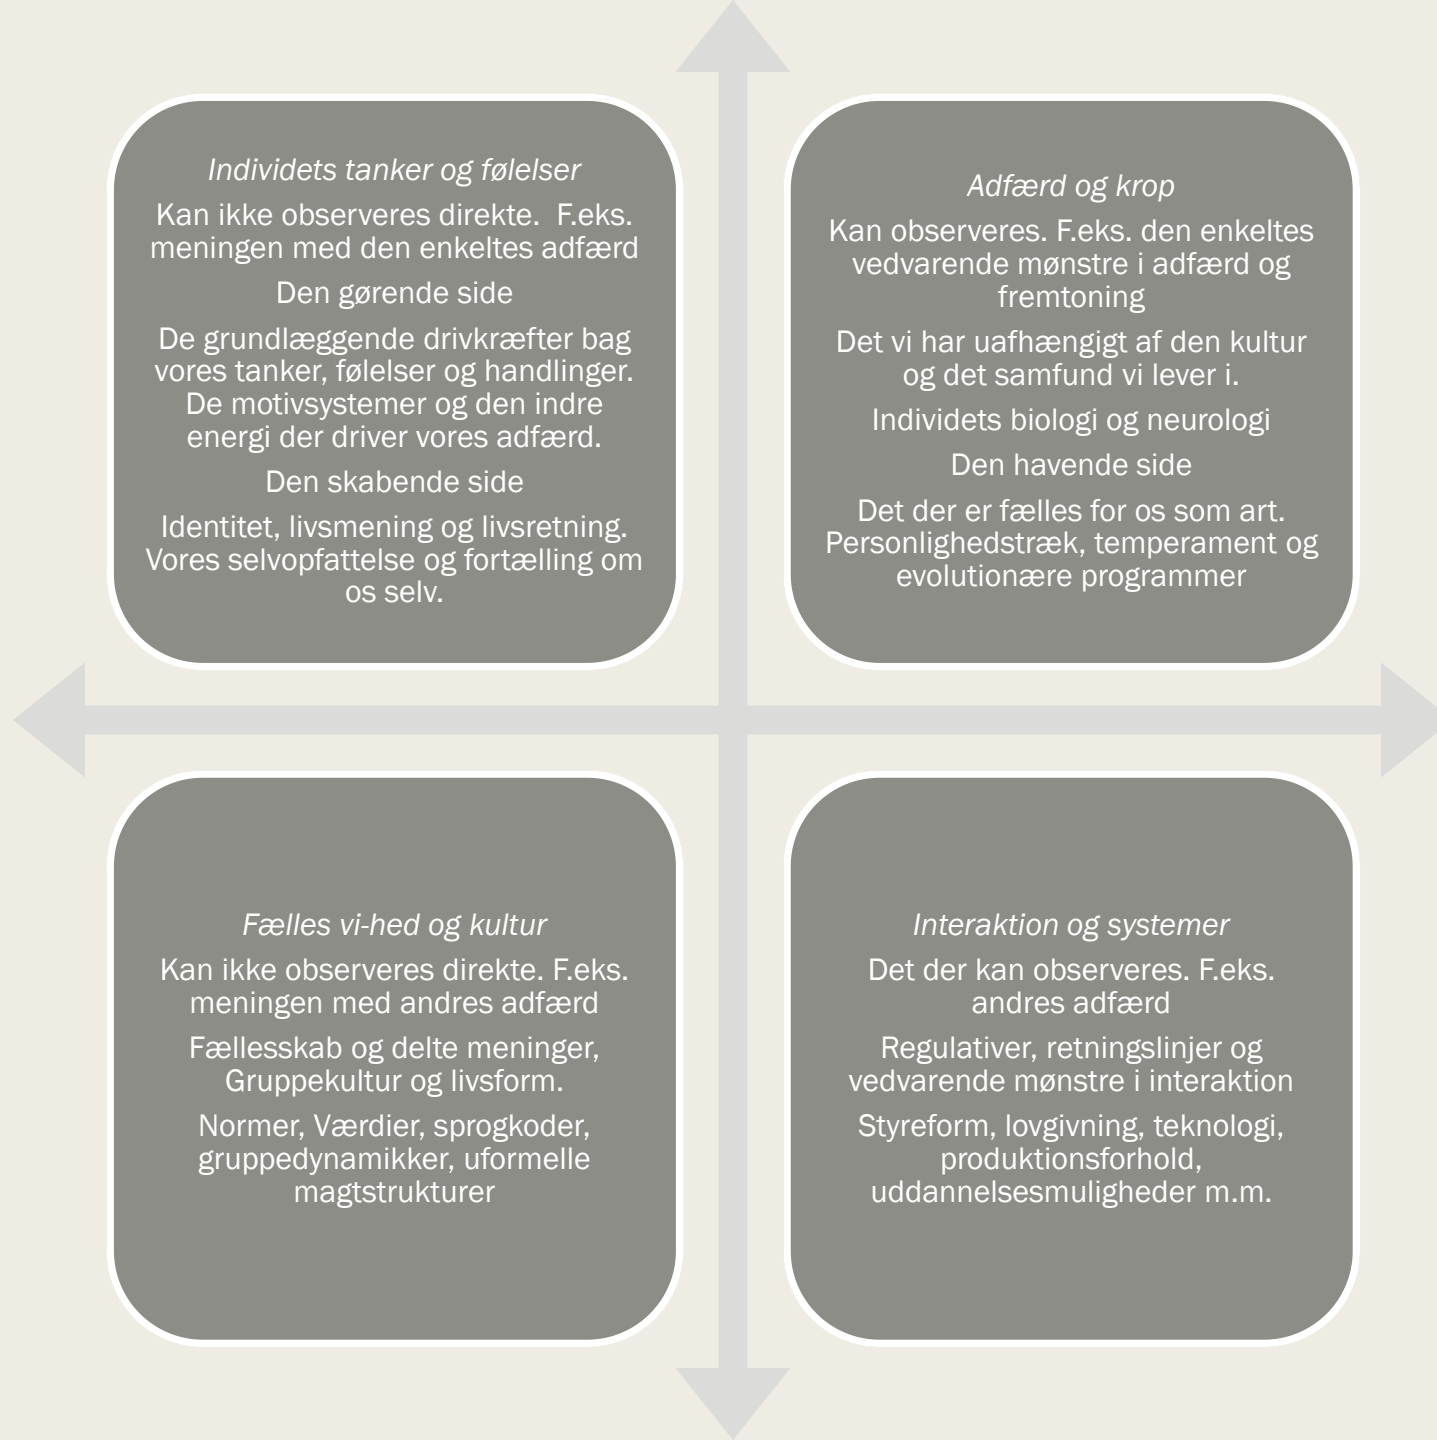 Individets tanker og følelser
Kan ikke observeres direkte.  F.eks.
meningen med den enkeltes adfærd
Den gørende side
De grundlæggende drivkræfter bag
vores tanker, følelser og handlinger.
De motivsystemer og den indre
energi der driver vores adfærd.
Den skabende side
Identitet, livsmening og livsretning.
Vores selvopfattelse og fortælling om
os selv.
Adfærd og krop
Kan observeres. F.eks. den enkeltes
vedvarende mønstre i adfærd og
fremtoning
Det vi har uafhængigt af den kultur
og det samfund vi lever i.
Individets biologi og neurologi
Den havende side
Det der er fælles for os som art.
Personlighedstræk, temperament og
evolutionære programmer
Fælles vi-hed og kultur
Kan ikke observeres direkte. F.eks.
meningen med andres adfærd
Fællesskab og delte meninger,
Gruppekultur og livsform.
Normer, Værdier, sprogkoder,
gruppedynamikker, uformelle
magtstrukturer
Interaktion og systemer
Det der kan observeres. F.eks.
andres adfærd
Regulativer, retningslinjer og
vedvarende mønstre i interaktion
Styreform, lovgivning, teknologi,
produktionsforhold,
uddannelsesmuligheder m.m.